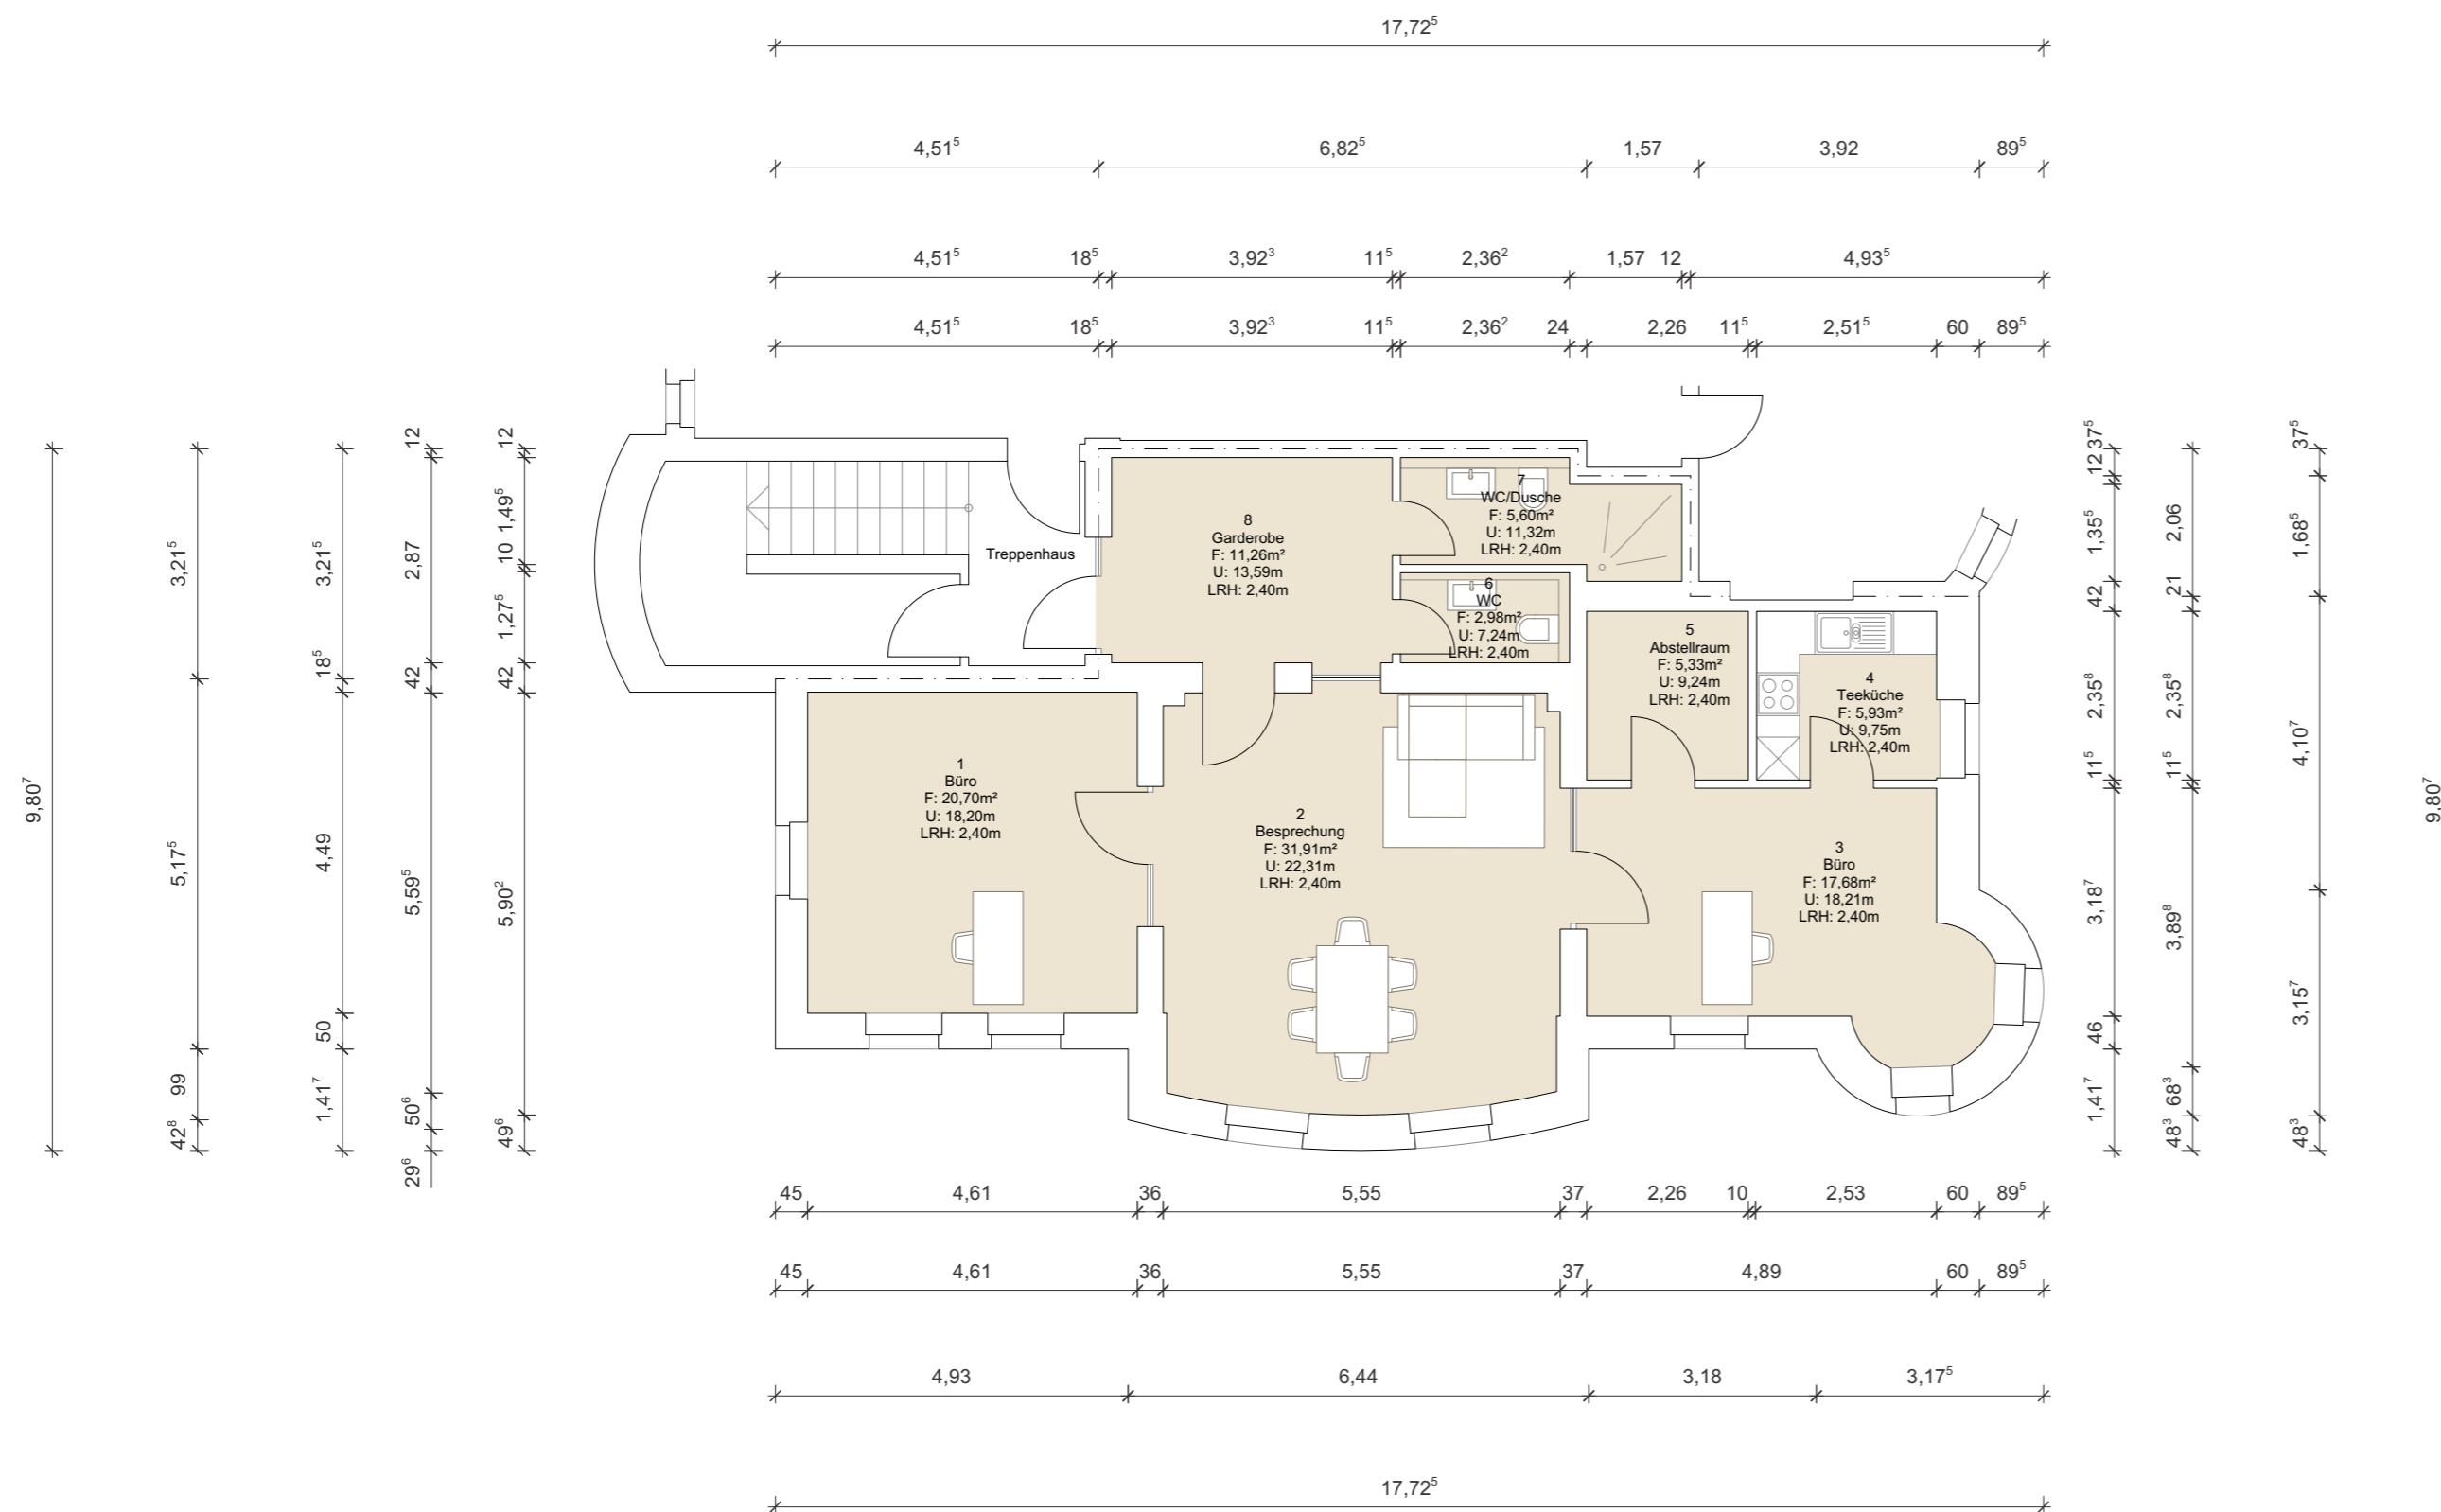 17,72⁵
4,51⁵ 6,82⁵ 1,57 3,92 89⁵
4,51⁵ 18⁵ 3,92³ 11⁵ 2,36² 1,57 12 4,93⁵
4,51⁵ 18⁵ 3,92³ 11⁵ 2,36² 24 2,26 11⁵ 2,51⁵ 60 89⁵
9,80⁷
3,21⁵
5,17⁵
99
42⁸
3,21⁵
18⁵
4,49
50
1,41⁷
12
2,87
42
5,59⁵
50⁶
29⁶
12
1,49⁵
10
1,27⁵
42
5,90²
49⁶
Treppenhaus
8
Garderobe
F: 11,26m²
U: 13,59m
LRH: 2,40m
7
WC/Dusche
F: 5,60m²
U: 11,32m
LRH: 2,40m
6
WC
F: 2,98m²
U: 7,24m
LRH: 2,40m
5
Abstellraum
F: 5,33m²
U: 9,24m
LRH: 2,40m
4
Teeküche
F: 5,93m²
U: 9,75m
LRH: 2,40m
1
Büro
F: 20,70m²
U: 18,20m
LRH: 2,40m
2
Besprechung
F: 31,91m²
U: 22,31m
LRH: 2,40m
3
Büro
F: 17,68m²
U: 18,21m
LRH: 2,40m
37⁵
12
1,35⁵
42
2,35⁸
11⁵
3,18⁷
46
1,41⁷
2,06
21
2,35⁸
11⁵
3,89⁸
68³
48³
37⁵
1,68⁵
4,10⁷
3,15⁷
48³
9,80⁷
45 4,61 36 5,55 37 2,26 10 2,53 60 89⁵
45 4,61 36 5,55 37 4,89 60 89⁵
4,93 6,44 3,18 3,17⁵
17,72⁵